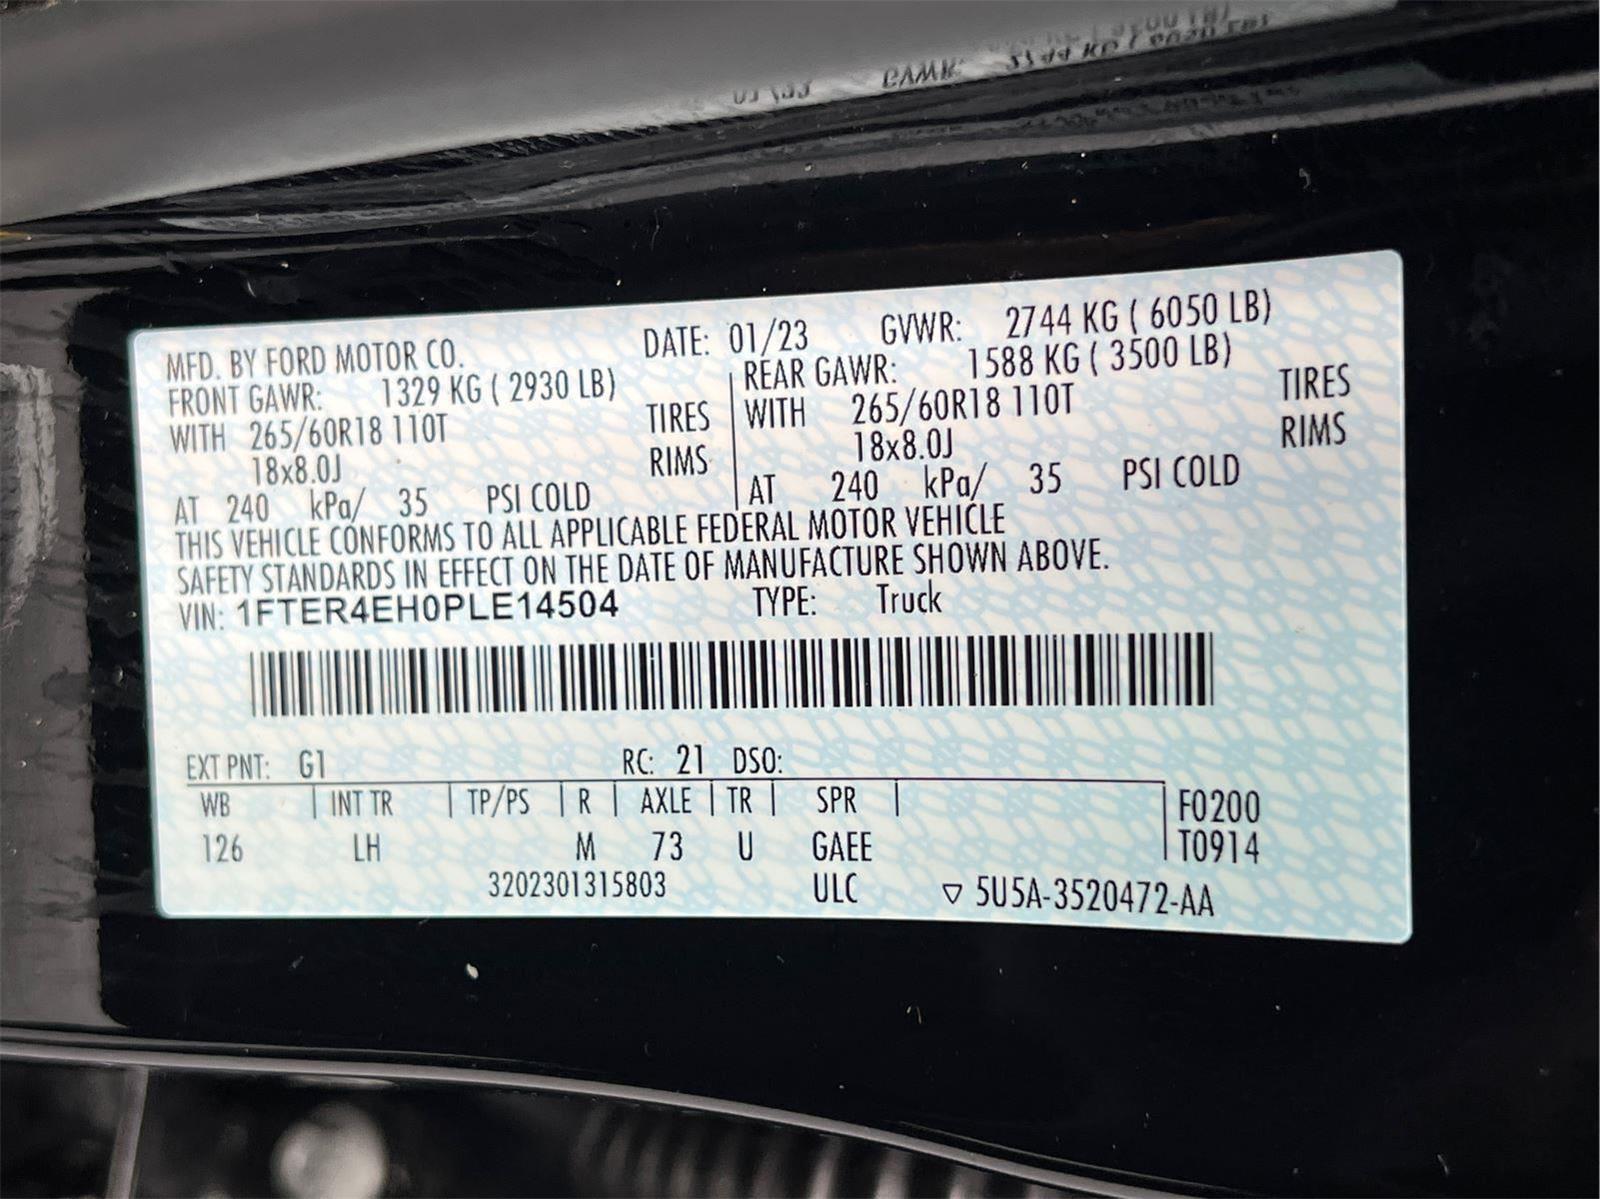 MFD. BY FORD MOTOR CO. DATE: 01/23 GVWR: 2744 KG ( 6050 LB)
FRONT GAWR: 1329 KG ( 2930 LB) REAR GAWR: 1588 KG ( 3500 LB)
WITH 265/60R18 110T TIRES WITH 265/60R18 110T TIRES
18x8.0J RIMS 18x8.0J RIMS
AT 240 kPa/ 35 PSI COLD AT 240 kPa/ 35 PSI COLD
THIS VEHICLE CONFORMS TO ALL APPLICABLE FEDERAL MOTOR VEHICLE
SAFETY STANDARDS IN EFFECT ON THE DATE OF MANUFACTURE SHOWN ABOVE.
VIN: 1FTER4EH0PLE14504 TYPE: Truck
EXT PNT: G1 RC: 21 DSO:
WB INT TR TP/PS R AXLE TR SPR F0200
126 LH M 73 U GAEE T0914
3202301315803 ULC ▽ 5U5A-3520472-AA